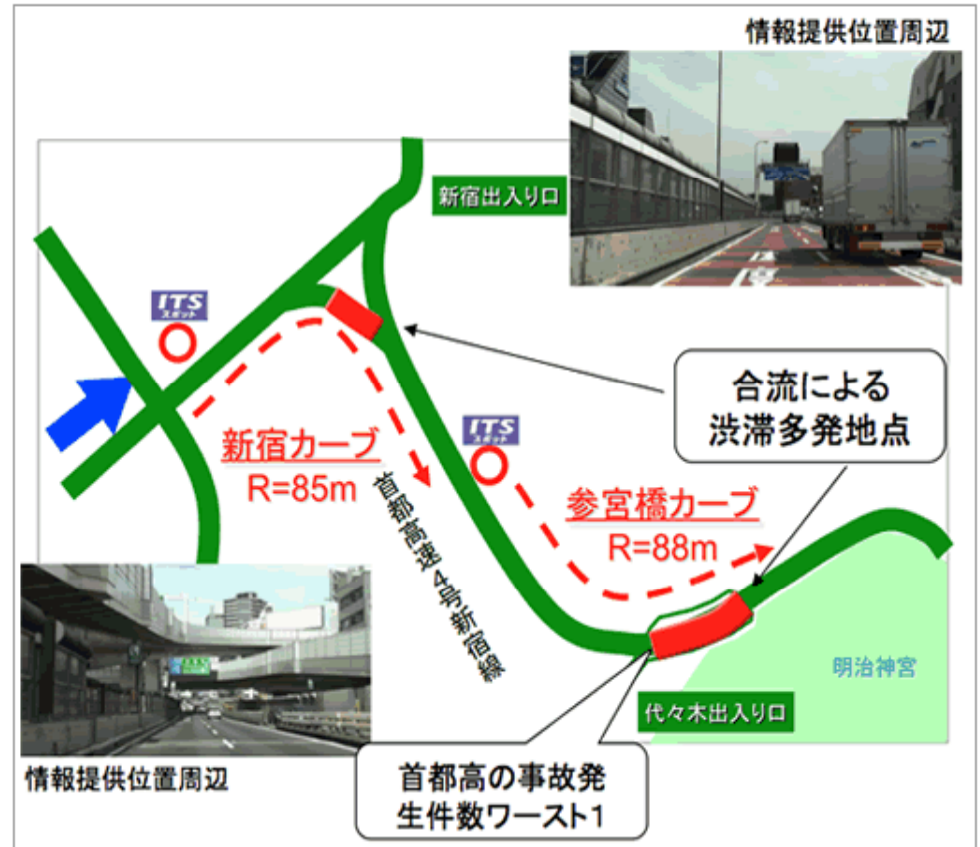 情報提供位置周辺
新宿出入り口
ITS
スポット
合流による
渋滞多発地点
新宿カーブ
R=85m
ITS
スポット
首都高速4号新宿線
参宮橋カーブ
R=88m
明治神宮
代々木出入り口
情報提供位置周辺
首都高の事故発
生件数ワースト1